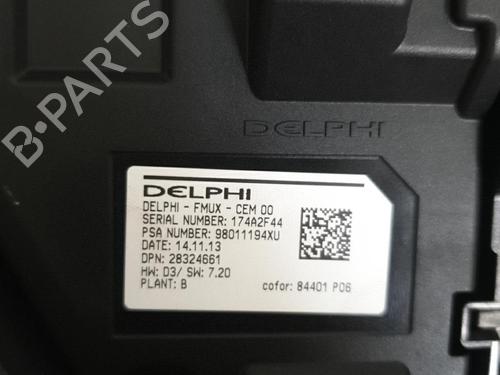 B·PARTS
DELPHI
DELPHI
DELPHI - FMUX - CEM 00
SERIAL NUMBER: 174A2F44
PSA NUMBER: 98011194XU
DATE: 14.11.13
DPN: 28324661
HW: D3/ SW: 7.20
PLANT: B
cofor: 84401 P06